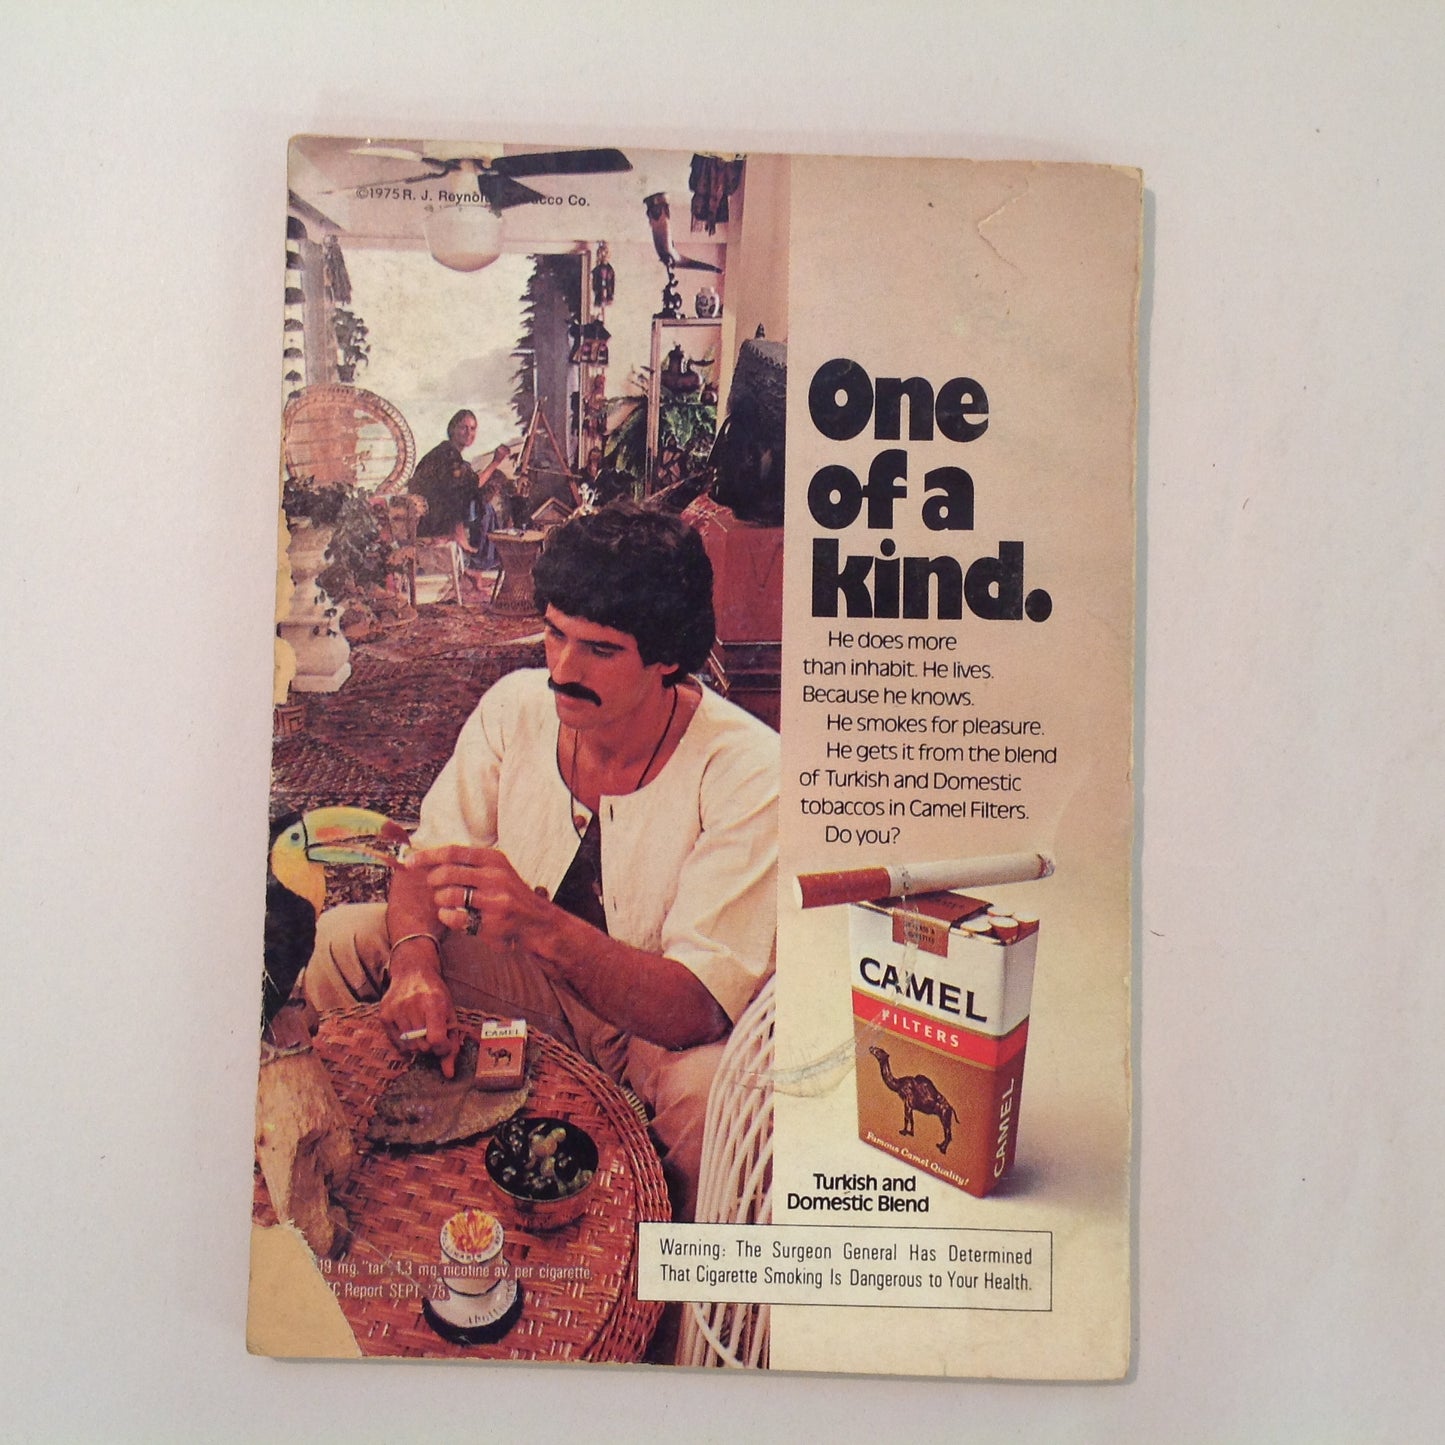 ©1975 R. J. Reynol cco Co.
One
of a
kind.
He does more
than inhabit. He lives.
Because he knows.
He smokes for pleasure.
He gets it from the blend
of Turkish and Domestic
tobaccos in Camel Filters.
Do you?
CAMEL
FILTERS
Famous Camel Quality!
CAMEL
CAMEL
Turkish and
Domestic Blend
Warning: The Surgeon General Has Determined
That Cigarette Smoking Is Dangerous to Your Health.
19 mg. "tar", 1.3 mg. nicotine av. per cigarette,
TC Report SEPT. '75.